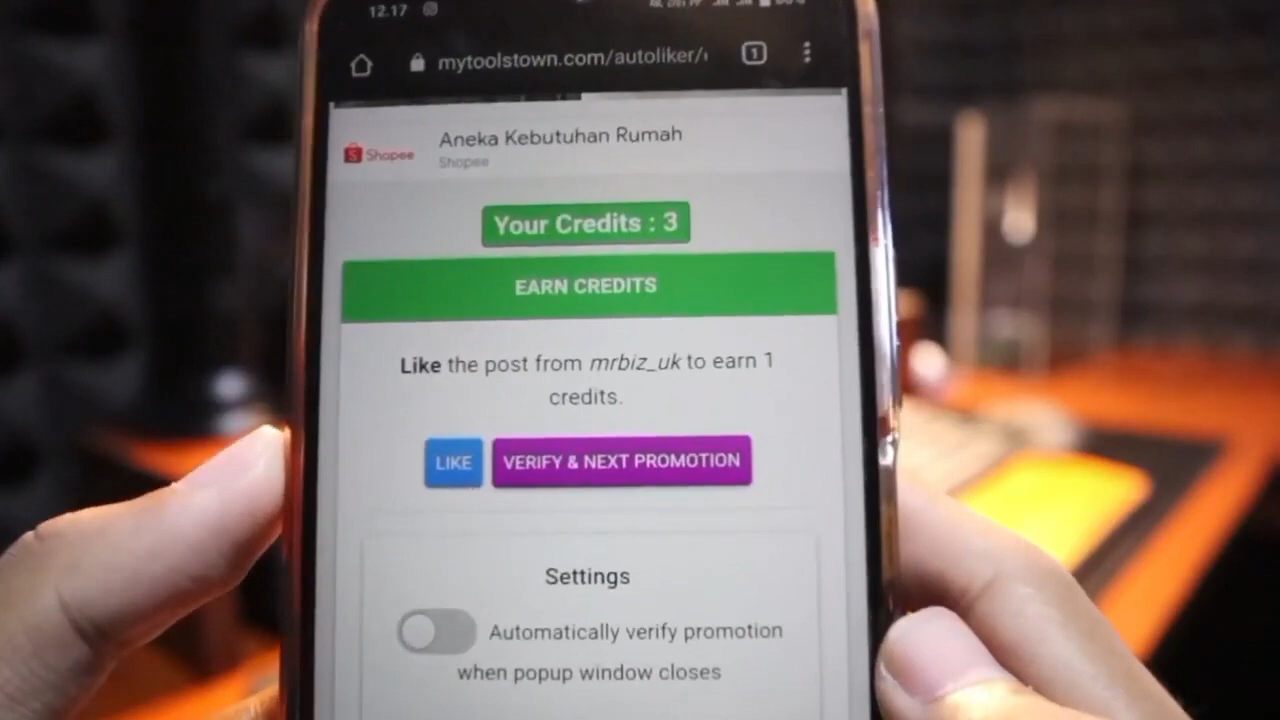 12.17
mytoolstown.com/autoliker/
1
Shopee
Aneka Kebutuhan Rumah
Shopee
Your Credits : 3
EARN CREDITS
Like the post from mrbiz_uk to earn 1
credits.
LIKE
VERIFY & NEXT PROMOTION
Settings
Automatically verify promotion
when popup window closes